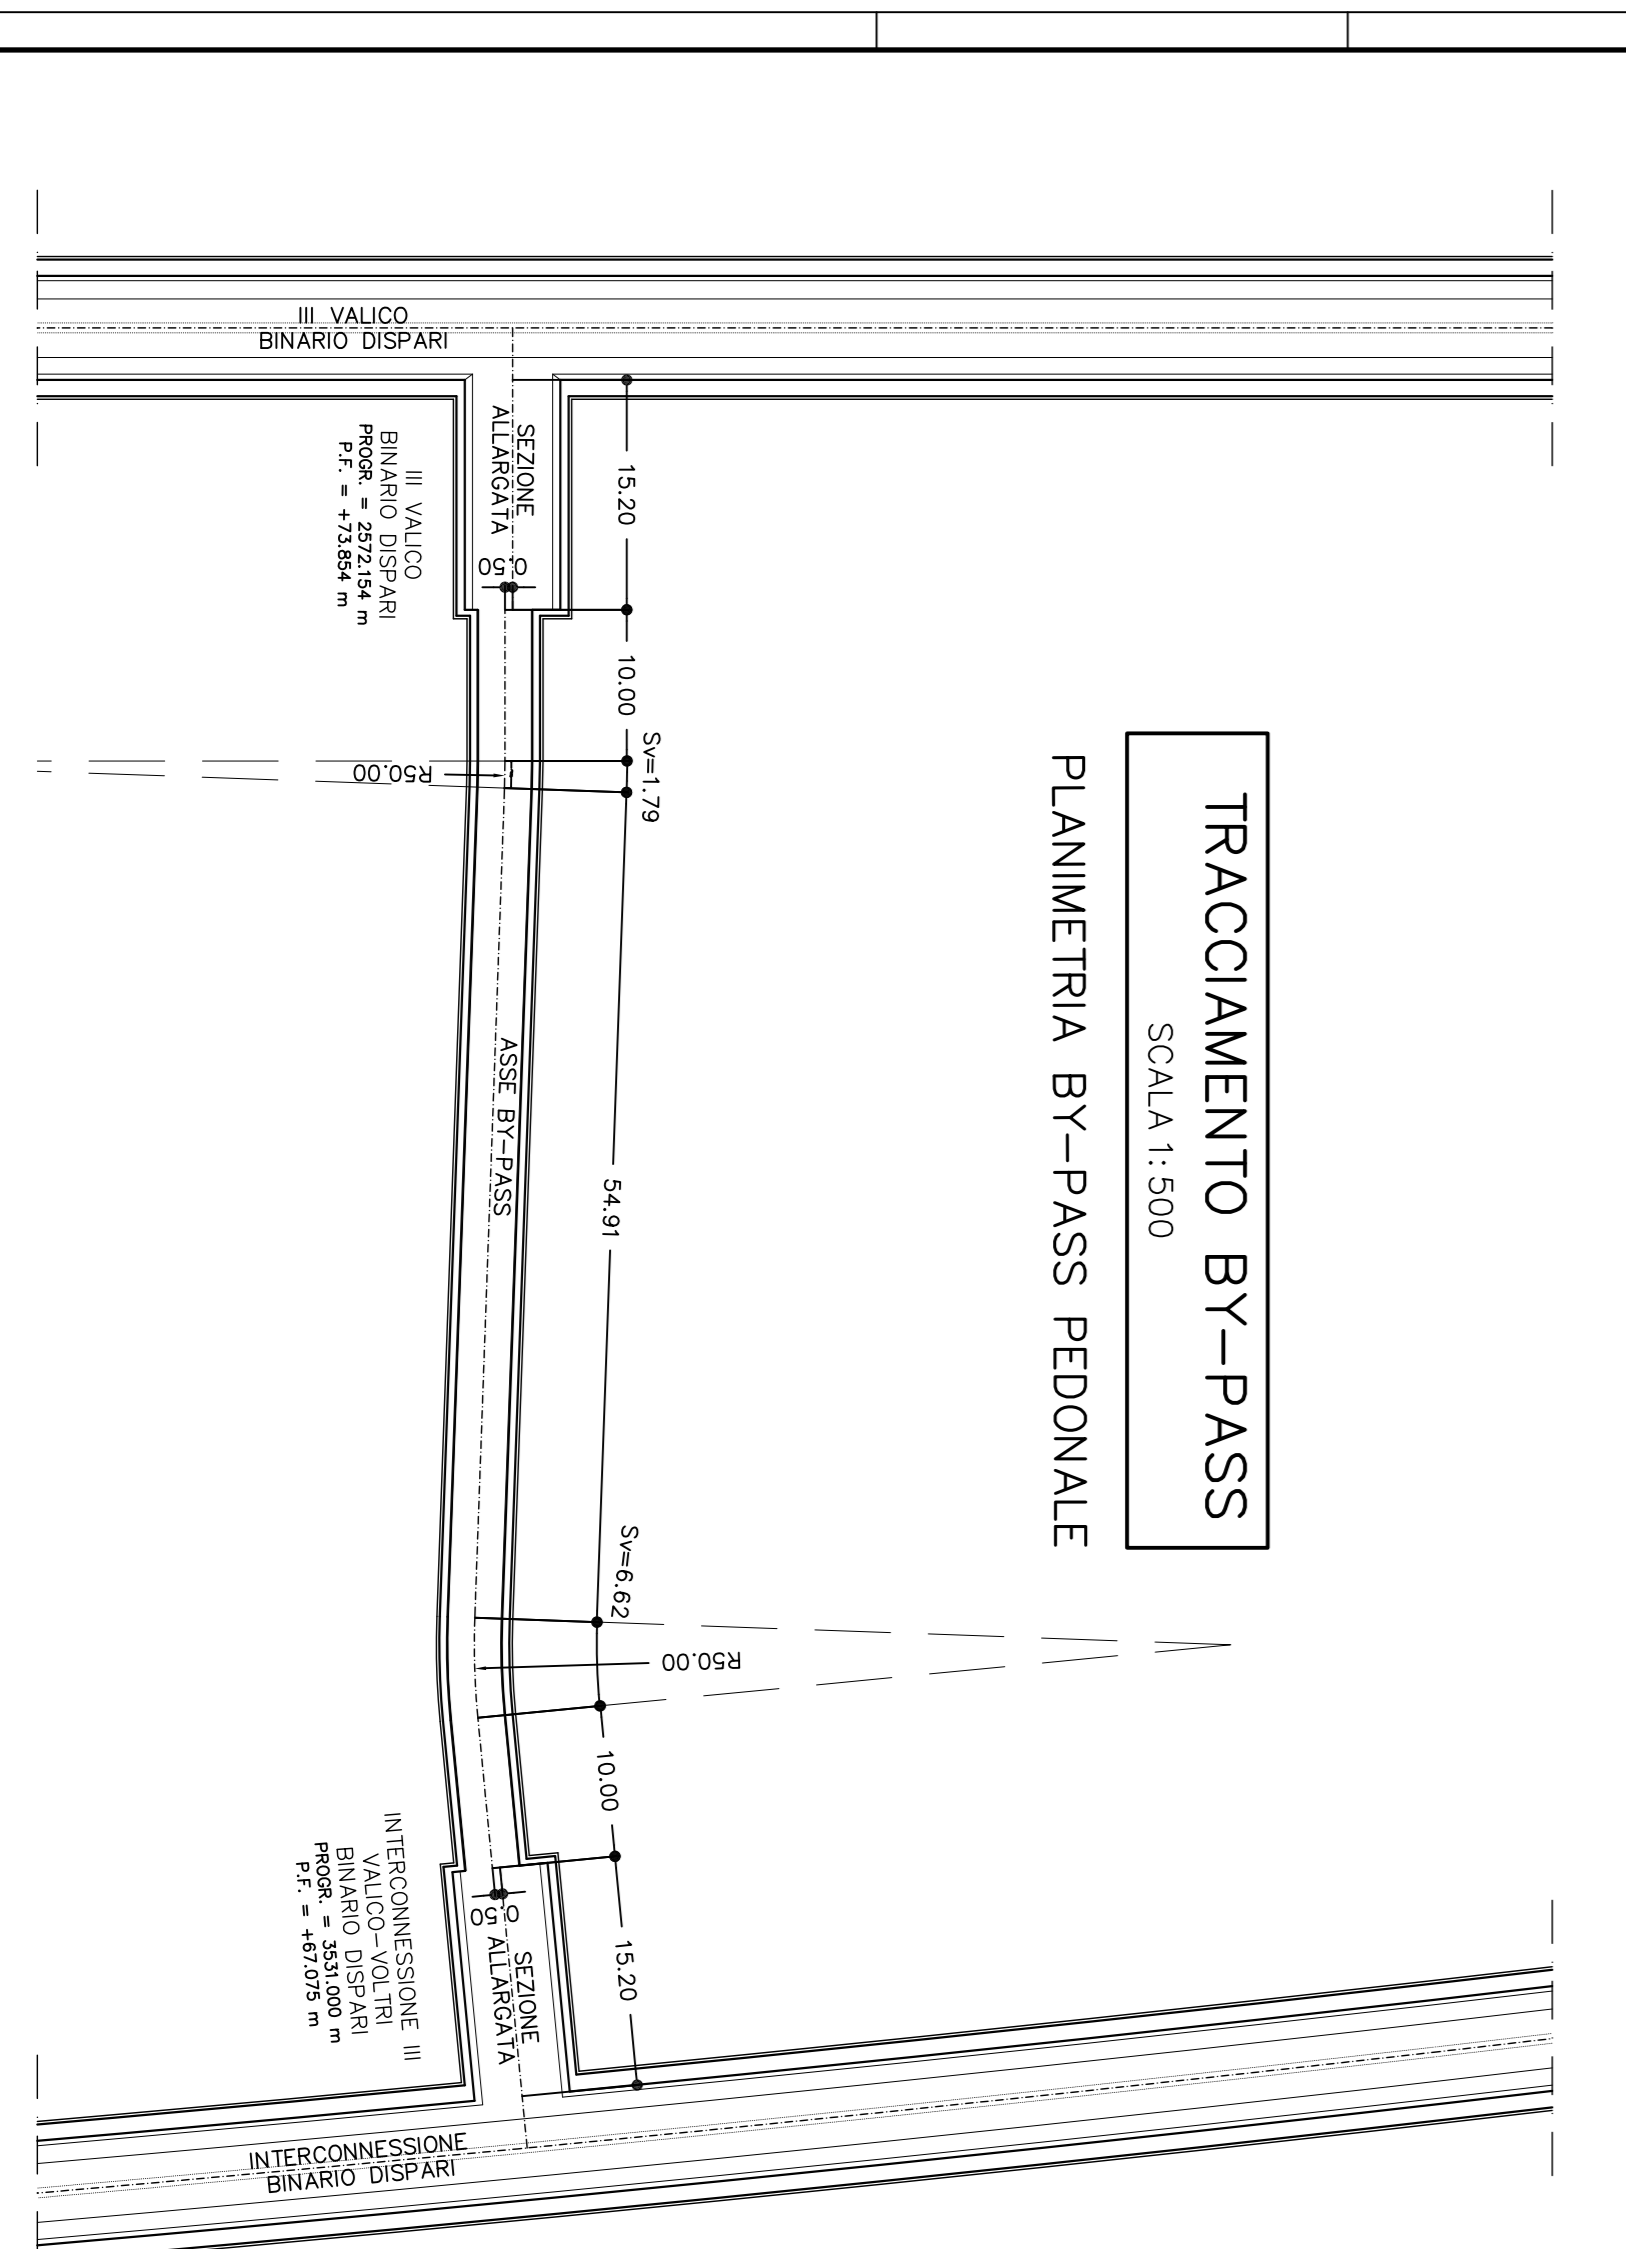 TRACCIAMENTO BY-PASS
SCALA 1:500
PLANIMETRIA BY-PASS PEDONALE
III VALICO
BINARIO DISPARI
SEZIONE
ALLARGATA
15.20
0.50
III VALICO
BINARIO DISPARI
PROGR. = 2572.154 m
P.F. = +73.854 m
10.00
Sv=1.79
R50.00
54.91
ASSE BY-PASS
Sv=6.62
R50.00
10.00
0.50
15.20
SEZIONE
ALLARGATA
INTERCONNESSIONE III
VALICO-VOLTRI
BINARIO DISPARI
PROGR. = 3531.000 m
P.F. = +67.075 m
INTERCONNESSIONE
BINARIO DISPARI